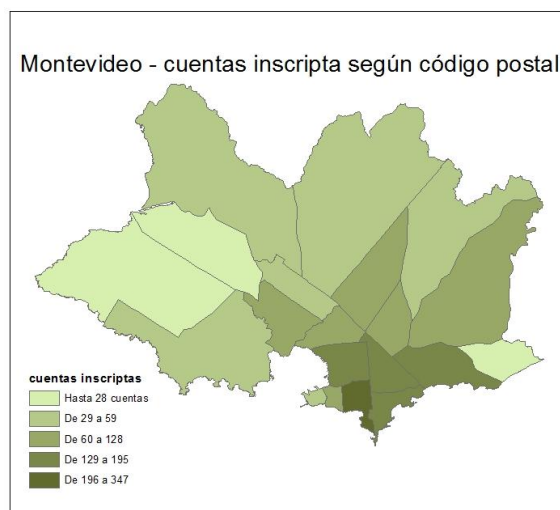 Montevideo - cuentas inscripta según código postal
cuentas inscriptas
Hasta 28 cuentas
De 29 a 59
De 60 a 128
De 129 a 195
De 196 a 347